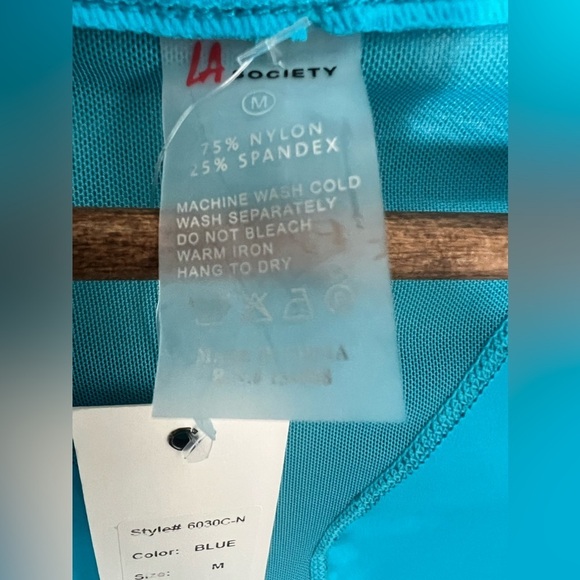 LA SOCIETY
M
75% NYLON
25% SPANDEX
MACHINE WASH COLD
WASH SEPARATELY
DO NOT BLEACH
WARM IRON
HANG TO DRY
Style# 6030C-N
Color: BLUE
Size: M